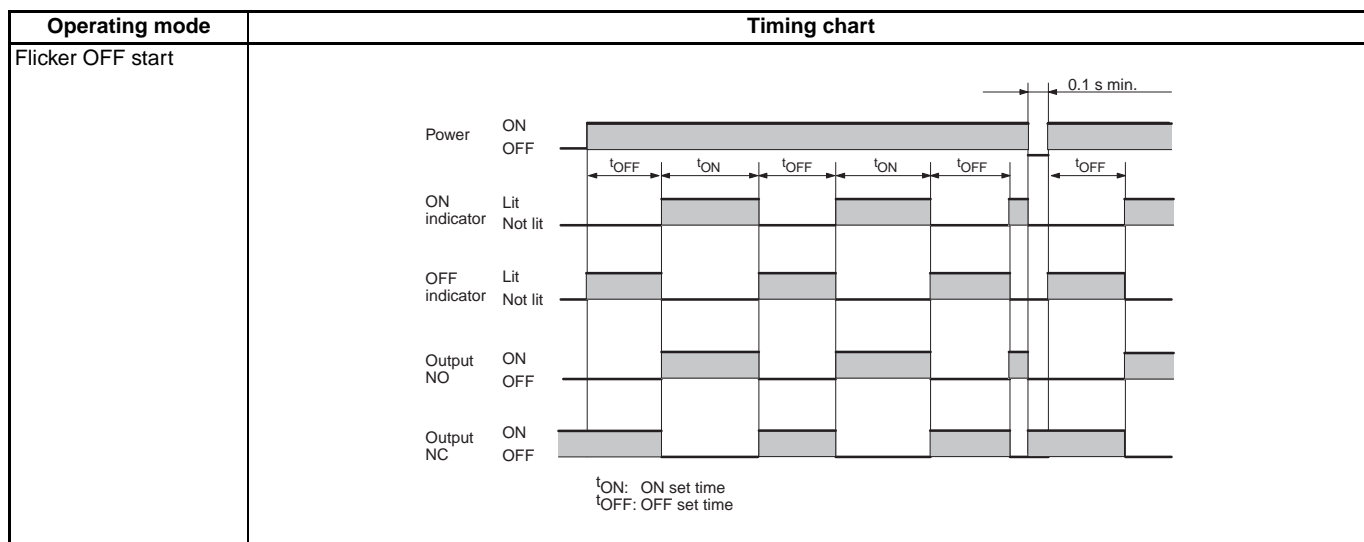 Operating mode Timing chart
Flicker OFF start
0.1 s min.
Power ON
OFF
tOFF tON tOFF tON tOFF tOFF
ON indicator Lit
Not lit
OFF indicator Lit
Not lit
Output NO ON
OFF
Output NC ON
OFF
tON: ON set time
tOFF: OFF set time